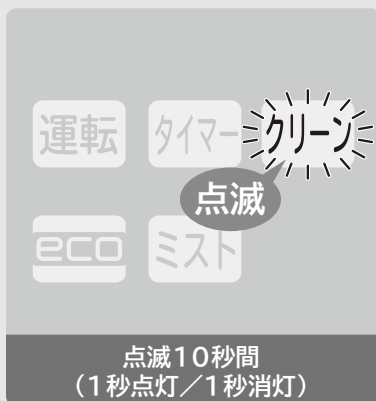 運転 タイマー クリーン
点滅
eco ミスト
点滅10秒間
(1秒点灯/1秒消灯)